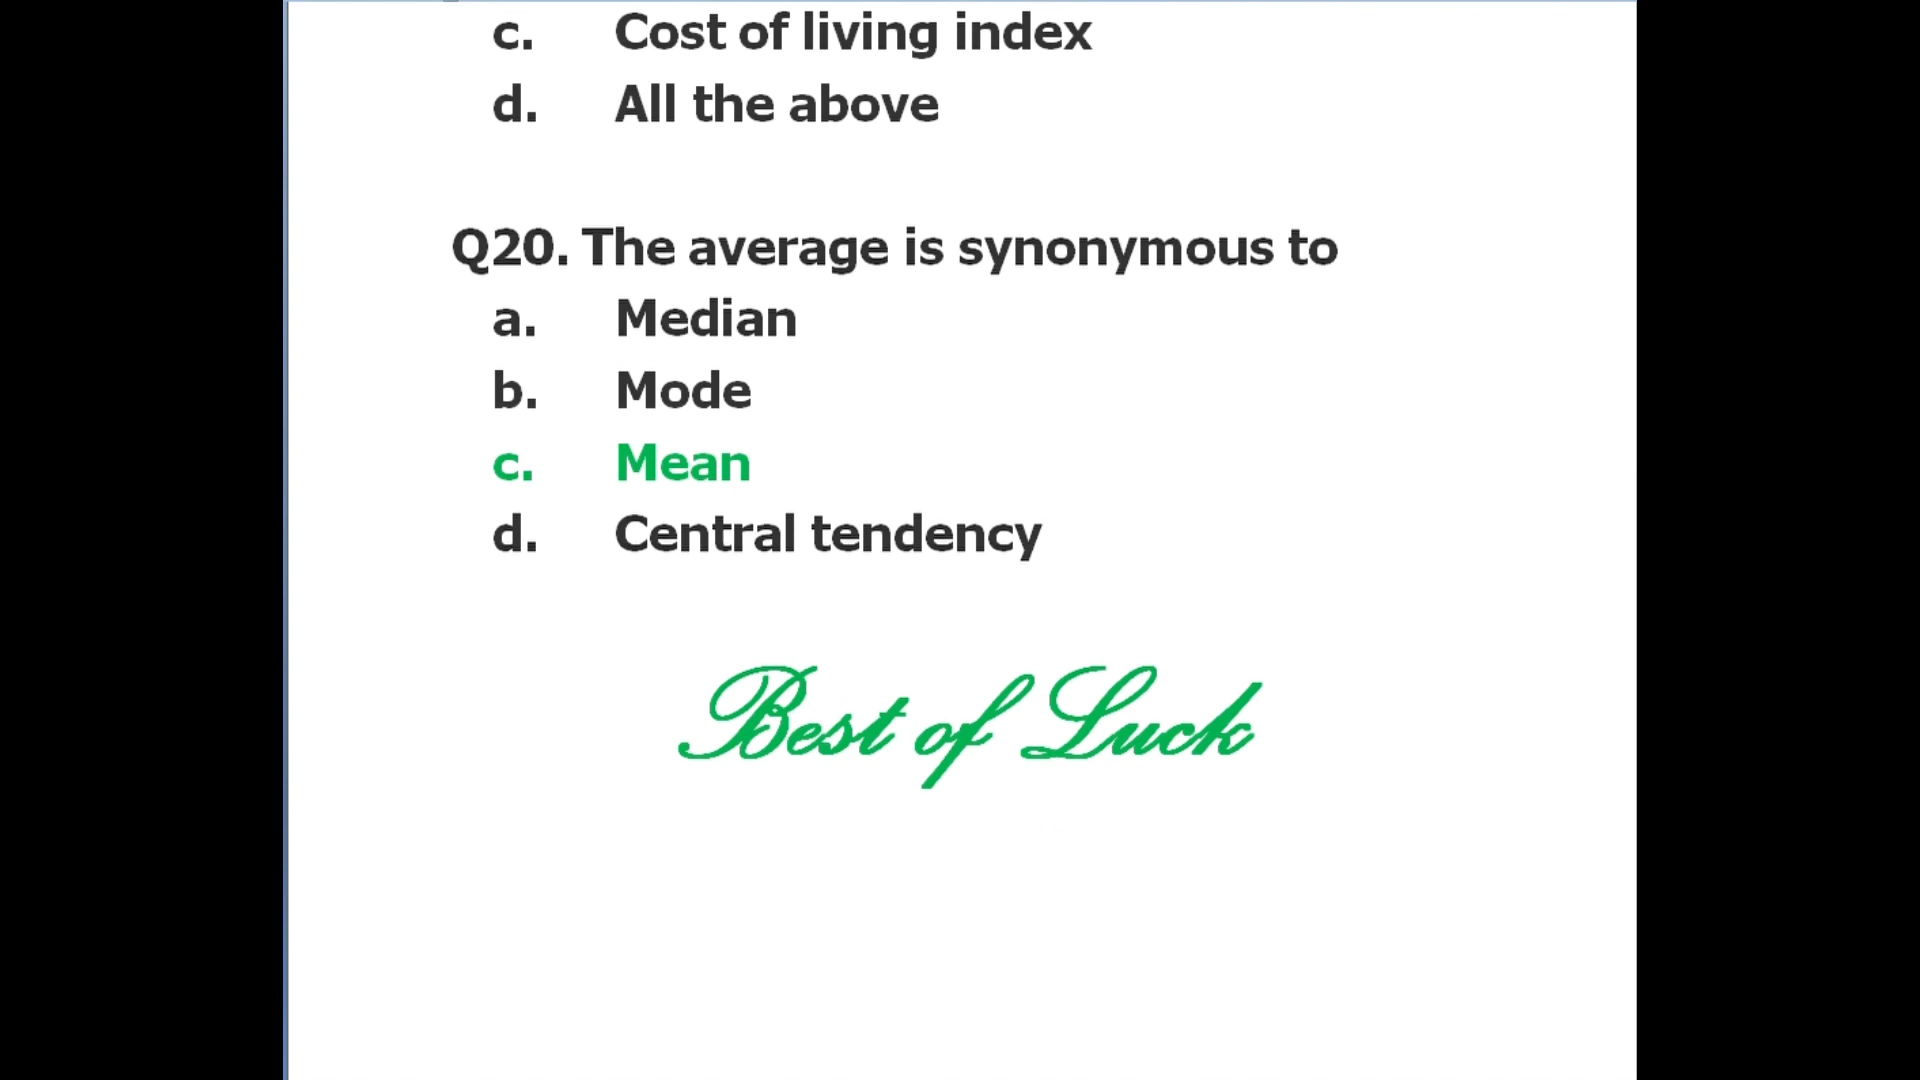 c. Cost of living index
d. All the above
Q20. The average is synonymous to
a. Median
b. Mode
c. Mean
d. Central tendency
Best of Luck